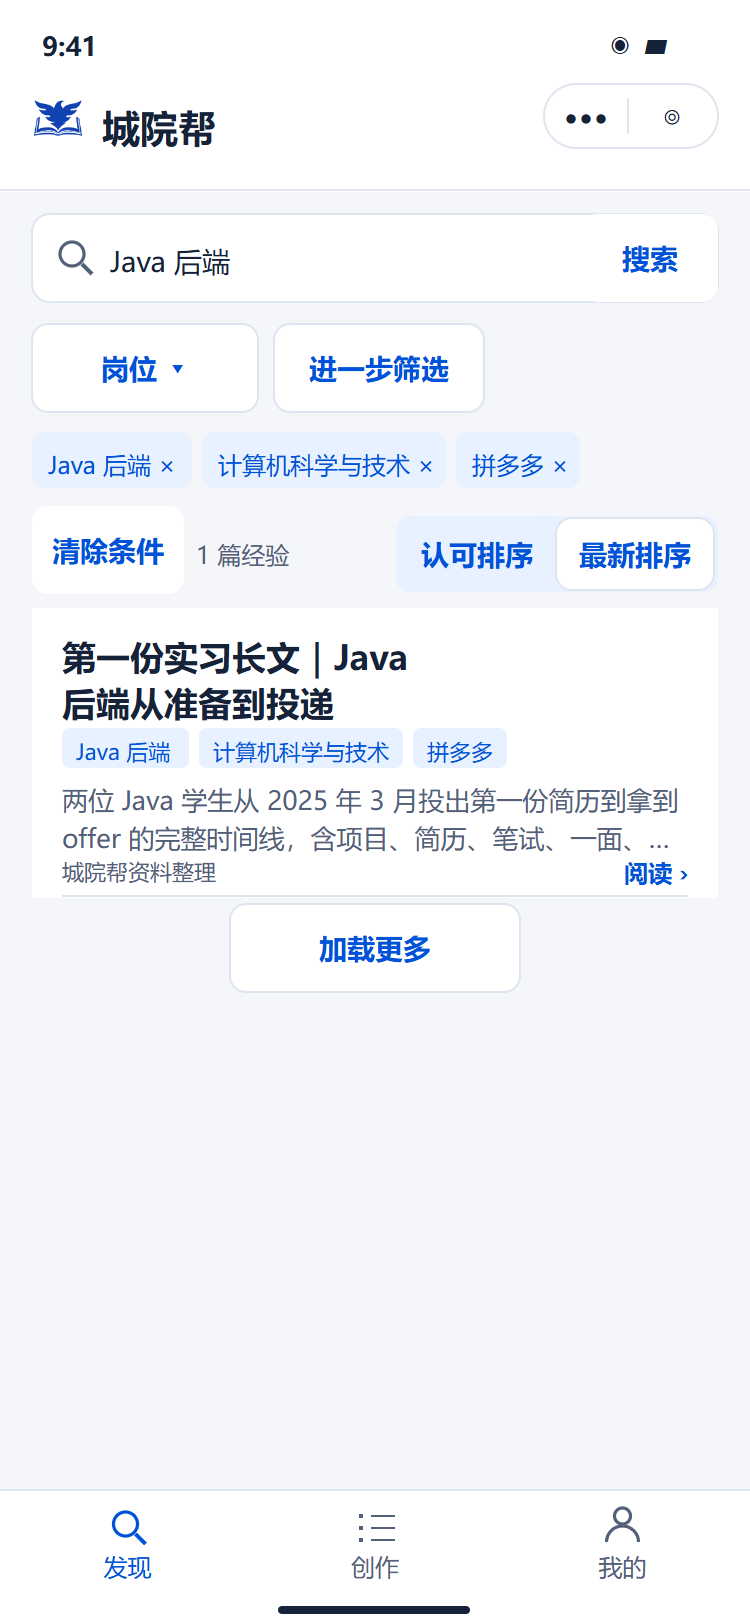 9:41
城院帮
Java 后端
搜索
岗位 ▼
进一步筛选
Java 后端 ×
计算机科学与技术 ×
拼多多 ×
清除条件
1 篇经验
认可排序
最新排序
第一份实习长文｜Java
后端从准备到投递
Java 后端
计算机科学与技术
拼多多
两位 Java 学生从 2025 年 3 月投出第一份简历到拿到
offer 的完整时间线，含项目、简历、笔试、一面、…
城院帮资料整理
阅读 ›
加载更多
发现
创作
我的